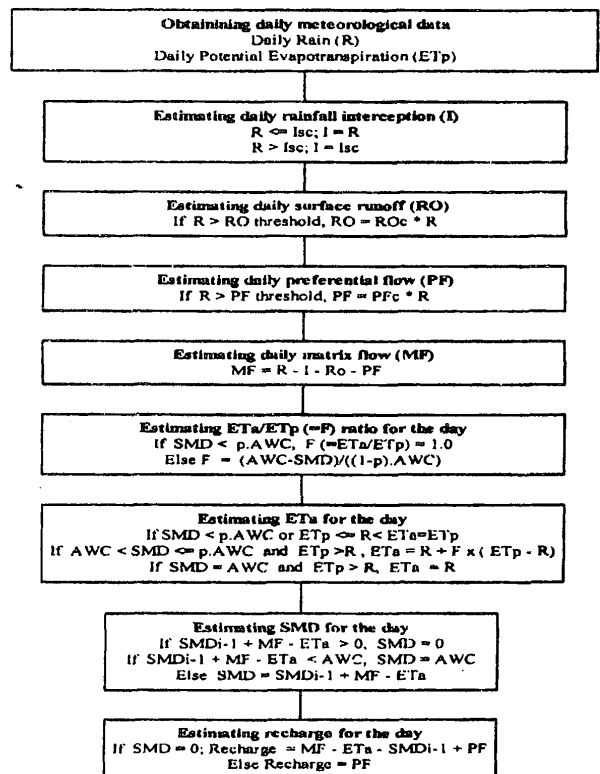 Obtainining daily meteorological data
Daily Rain (R)
Daily Potential Evapotranspiration (ETp)
Estimating daily rainfall interception (I)
R <= Isc; I = R
R > Isc; I = Isc
Estimating daily surface runoff (RO)
If R > RO threshold, RO = ROc * R
Estimating daily preferential flow (PF)
If R > PF threshold, PF = PFc * R
Estimating daily matrix flow (MF)
MF = R - I - Ro - PF
Estimating ETa/ETp (=F) ratio for the day
If SMD < p.AWC, F (=ETa/ETp) = 1.0
Else F = (AWC-SMD)/((1-p).AWC)
Estimating ETa for the day
If SMD < p.AWC or ETp <= R< ETa=ETp
If AWC < SMD <= p.AWC and ETp >R , ETa = R + F x ( ETp - R)
If SMD = AWC and ETp > R, ETa = R
Estimating SMD for the day
If SMDi-1 + MF - ETa > 0, SMD = 0
If SMDi-1 + MF - ETa < AWC, SMD = AWC
Else SMD = SMDi-1 + MF - ETa
Estimating recharge for the day
If SMD = 0; Recharge = MF - ETa - SMDi-1 + PF
Else Recharge = PF